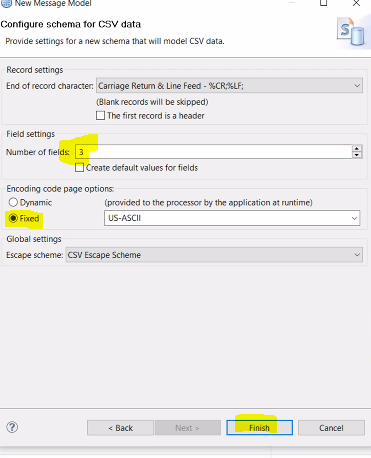 New Message Model
Configure schema for CSV data
Provide settings for a new schema that will model CSV data.
Record settings
End of record character: Carriage Return & Line Feed - %CR;%LF;
(Blank records will be skipped)
The first record is a header
Field settings
Number of fields: 3
Create default values for fields
Encoding code page options:
Dynamic (provided to the processor by the application at runtime)
Fixed US-ASCII
Global settings
Escape scheme: CSV Escape Scheme
? < Back Next > Finish Cancel